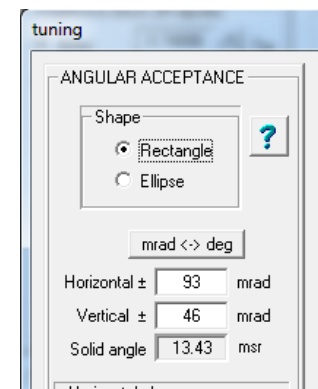 tuning
ANGULAR ACCEPTANCE
Shape
Rectangle
Ellipse
?
mrad <-> deg
Horizontal ± 93 mrad
Vertical ± 46 mrad
Solid angle 13.43 msr